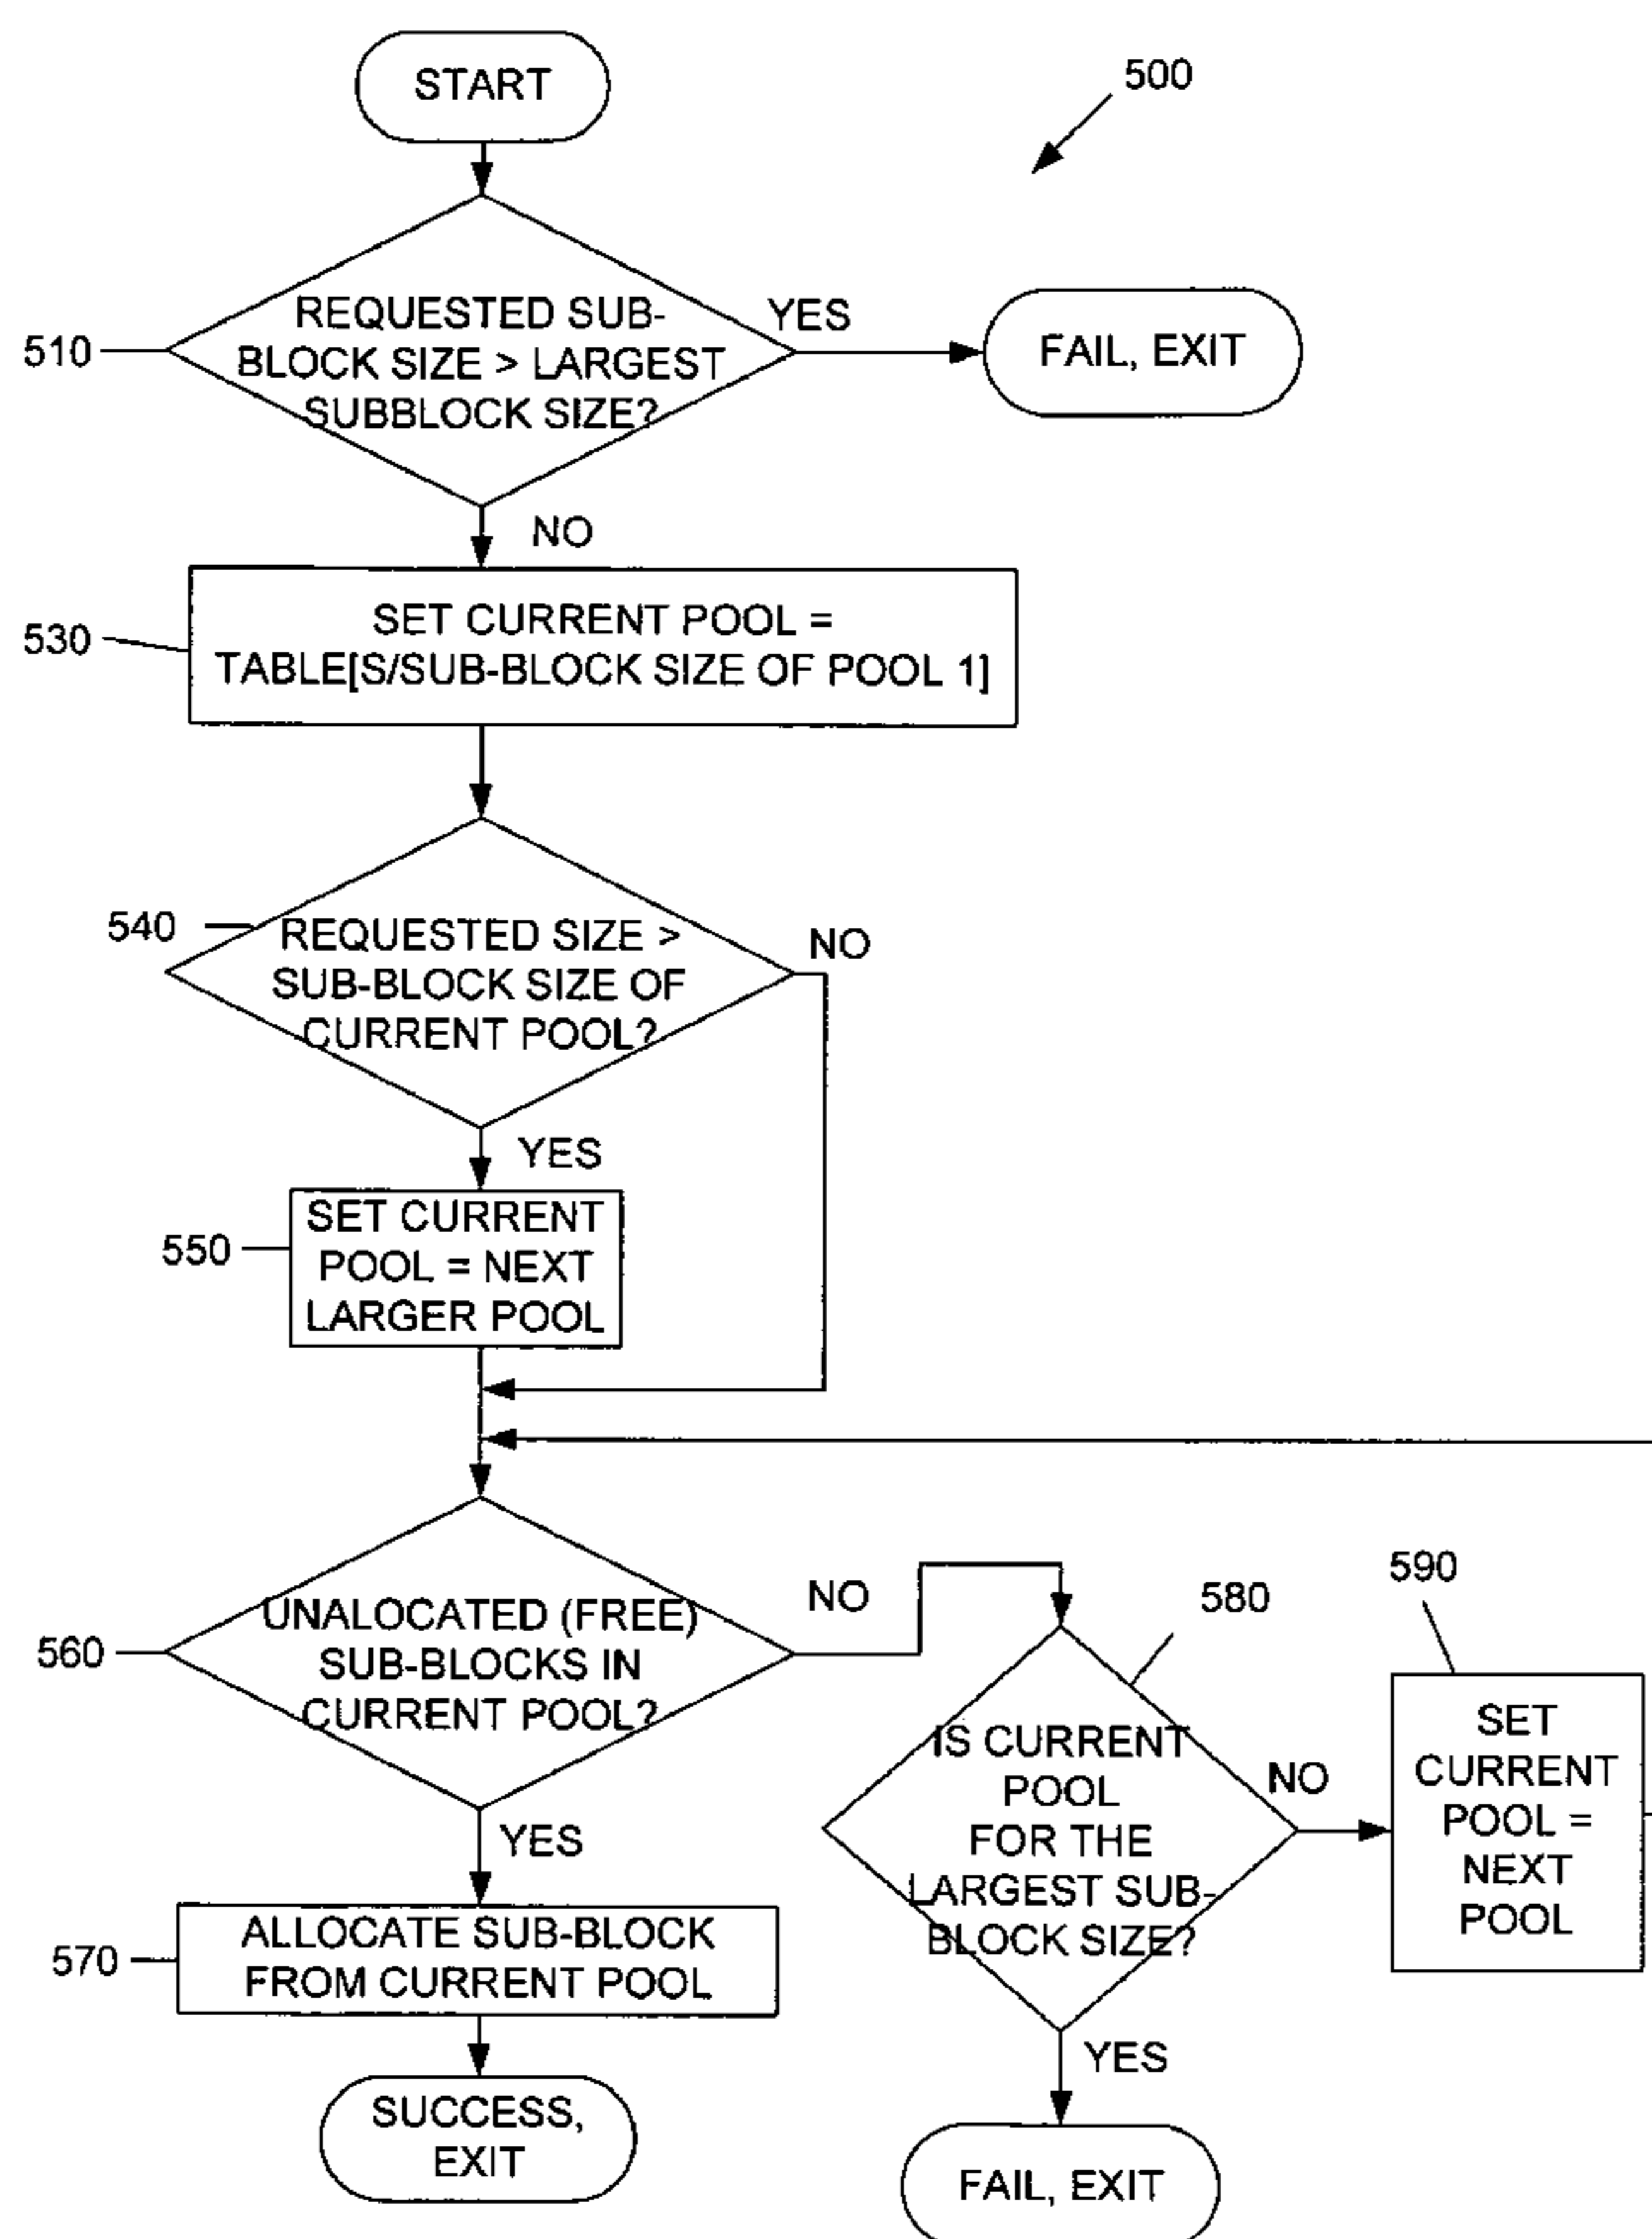 START
500
510
REQUESTED SUB-
BLOCK SIZE > LARGEST
SUBBLOCK SIZE?
YES
FAIL, EXIT
NO
530
SET CURRENT POOL =
TABLE[S/SUB-BLOCK SIZE OF POOL 1]
540
REQUESTED SIZE >
SUB-BLOCK SIZE OF
CURRENT POOL?
NO
YES
550
SET CURRENT
POOL = NEXT
LARGER POOL
560
UNALOCATED (FREE)
SUB-BLOCKS IN
CURRENT POOL?
NO
YES
570
ALLOCATE SUB-BLOCK
FROM CURRENT POOL
SUCCESS,
EXIT
580
IS CURRENT
POOL
FOR THE
LARGEST SUB-
BLOCK SIZE?
NO
590
SET
CURRENT
POOL =
NEXT
POOL
YES
FAIL, EXIT